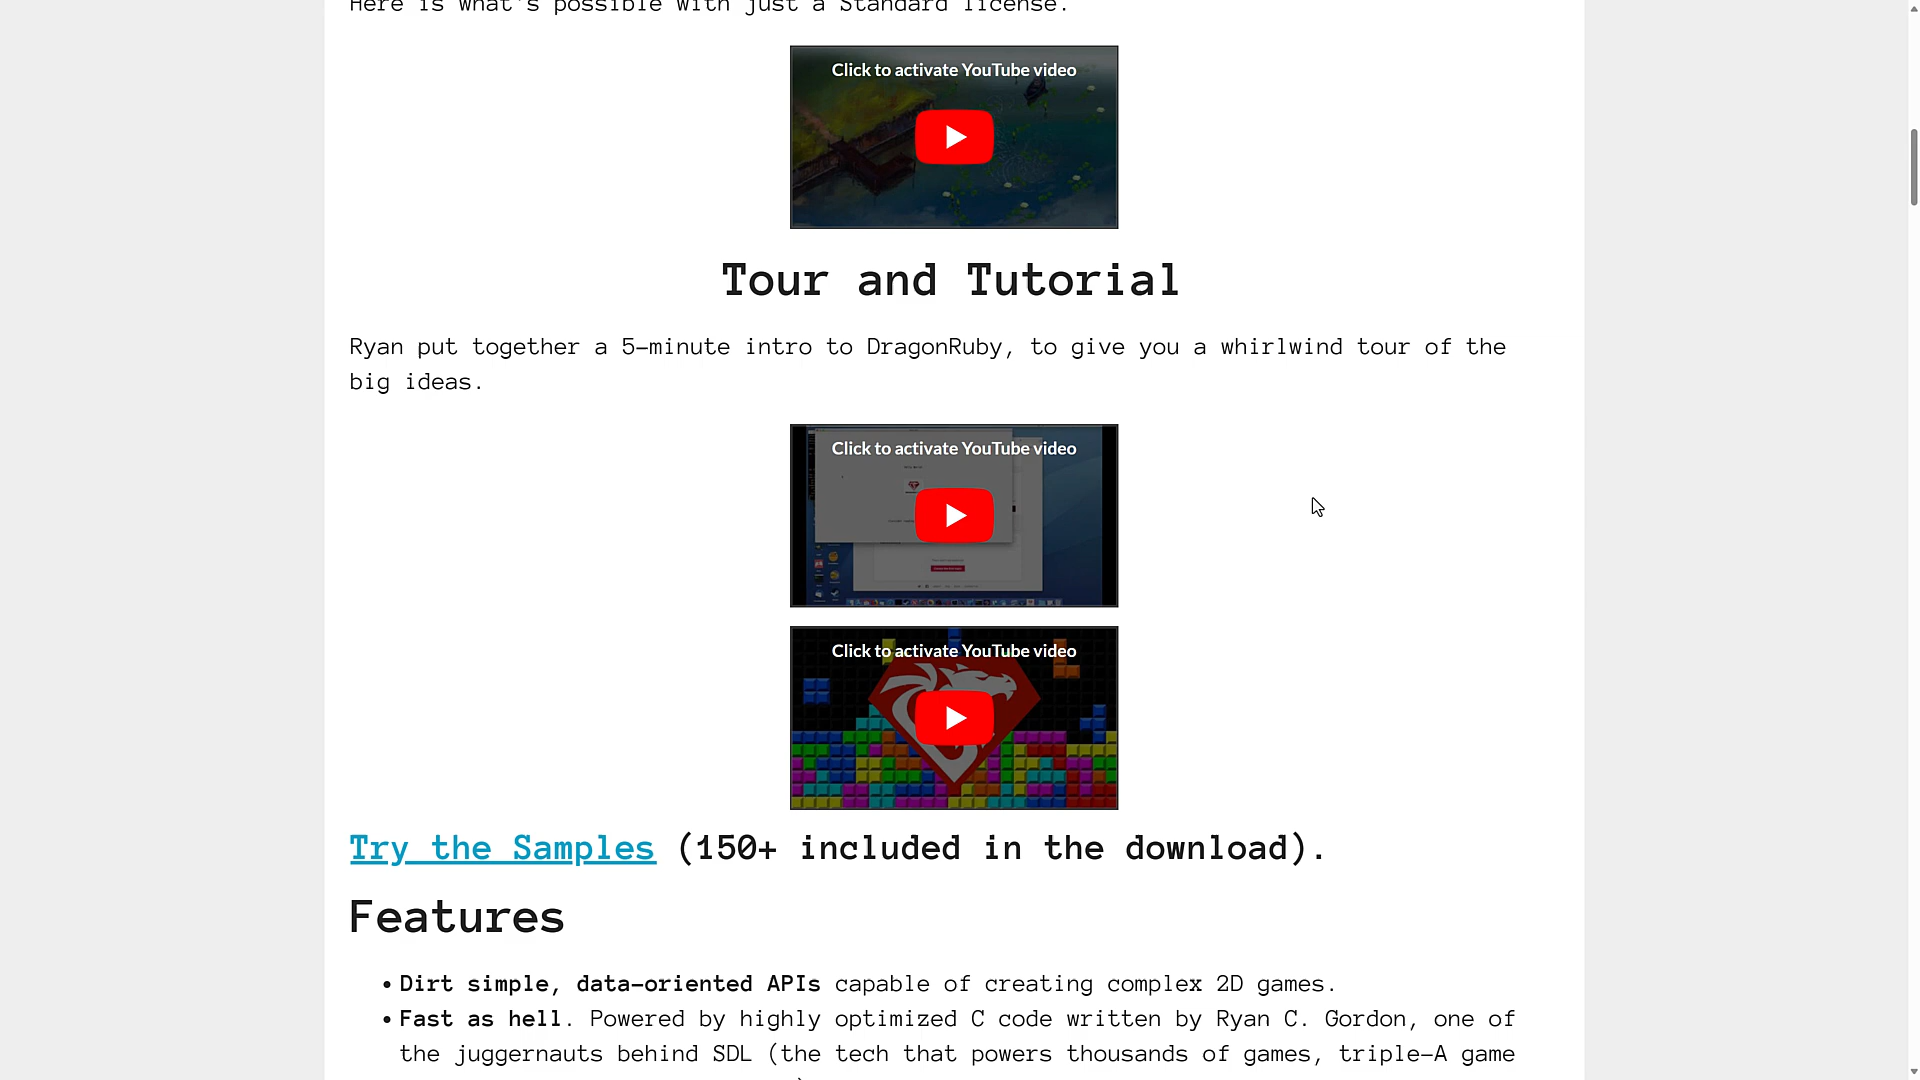 Here is what's possible with just a Standard license.
Click to activate YouTube video
Tour and Tutorial
Ryan put together a 5-minute intro to DragonRuby, to give you a whirlwind tour of the
big ideas.
Click to activate YouTube video
Click to activate YouTube video
Try the Samples (150+ included in the download).
Features
• Dirt simple, data-oriented APIs capable of creating complex 2D games.
• Fast as hell. Powered by highly optimized C code written by Ryan C. Gordon, one of
the juggernauts behind SDL (the tech that powers thousands of games, triple-A game